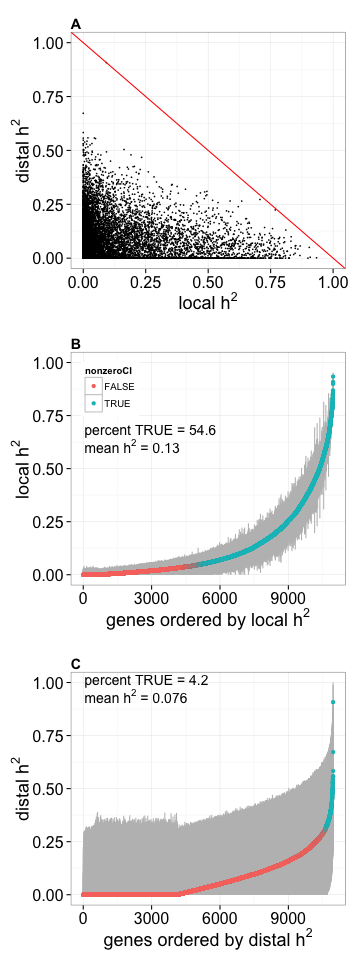 A
1.00
0.75
0.50
0.25
0.00
distal h²
0.00 0.25 0.50 0.75 1.00
local h²
B
1.00
0.75
0.50
0.25
0.00
local h²
nonzeroCI
FALSE
TRUE
percent TRUE = 54.6
mean h² = 0.13
0 3000 6000 9000
genes ordered by local h²
C
1.00
0.75
0.50
0.25
0.00
distal h²
percent TRUE = 4.2
mean h² = 0.076
0 3000 6000 9000
genes ordered by distal h²